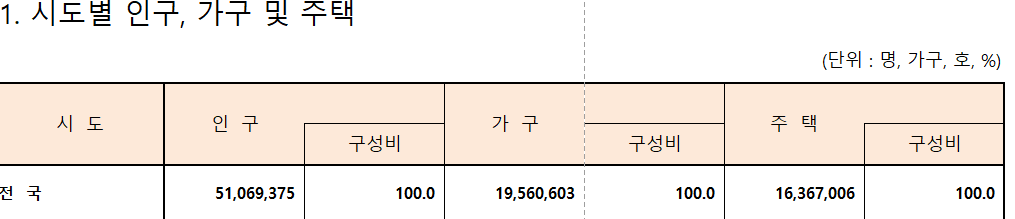 1. 시도별 인구, 가구 및 주택
(단위 : 명, 가구, 호, %)
시 도 인 구 구성비 가 구 구성비 주 택 구성비
전 국 51,069,375 100.0 19,560,603 100.0 16,367,006 100.0